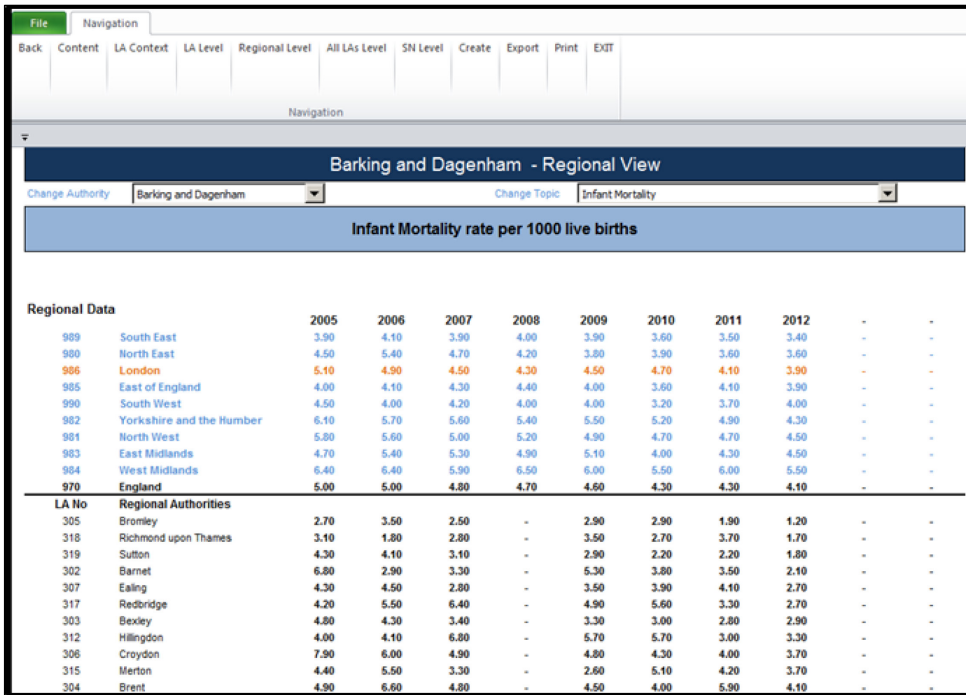 File Navigation
Back Content LA Context LA Level Regional Level All LAs Level SN Level Create Export Print EXIT
Navigation
Barking and Dagenham - Regional View
Change Authority Barking and Dagenham Change Topic Infant Mortality
Infant Mortality rate per 1000 live births
Regional Data
2005 2006 2007 2008 2009 2010 2011 2012 - -
989 South East 3.90 4.10 3.90 4.00 3.90 3.60 3.50 3.40 - -
980 North East 4.50 5.40 4.70 4.20 3.80 3.90 3.60 3.60 - -
986 London 5.10 4.90 4.50 4.30 4.50 4.70 4.10 3.90 - -
985 East of England 4.00 4.10 4.30 4.40 4.00 3.60 4.10 3.90 - -
990 South West 4.50 4.00 4.20 4.00 4.00 3.20 3.70 4.00 - -
982 Yorkshire and the Humber 6.10 5.70 5.60 5.40 5.50 5.20 4.90 4.30 - -
981 North West 5.80 5.60 5.00 5.20 4.90 4.70 4.70 4.50 - -
983 East Midlands 4.70 5.40 5.30 4.90 5.10 4.00 4.30 4.50 - -
984 West Midlands 6.40 6.40 5.90 6.50 6.00 5.50 6.00 5.50 - -
970 England 5.00 5.00 4.80 4.70 4.60 4.30 4.30 4.10 - -
LA No Regional Authorities
305 Bromley 2.70 3.50 2.50 - 2.90 2.90 1.90 1.20 - -
318 Richmond upon Thames 3.10 1.80 2.80 - 3.50 2.70 3.70 1.70 - -
319 Sutton 4.30 4.10 3.10 - 2.90 2.20 2.20 1.80 - -
302 Barnet 6.80 2.90 3.30 - 5.30 3.80 3.50 2.10 - -
307 Ealing 4.30 4.50 2.80 - 3.50 3.90 4.10 2.70 - -
317 Redbridge 4.20 5.50 6.40 - 4.90 5.60 3.30 2.70 - -
303 Bexley 4.80 4.30 3.40 - 3.30 3.00 2.80 2.90 - -
312 Hillingdon 4.00 4.10 6.80 - 5.70 5.70 3.00 3.30 - -
306 Croydon 7.90 6.00 4.90 - 4.80 4.30 4.00 3.70 - -
315 Merton 4.40 5.50 3.30 - 2.60 5.10 4.20 3.70 - -
304 Brent 4.90 6.60 4.80 - 4.50 4.00 5.90 4.10 - -